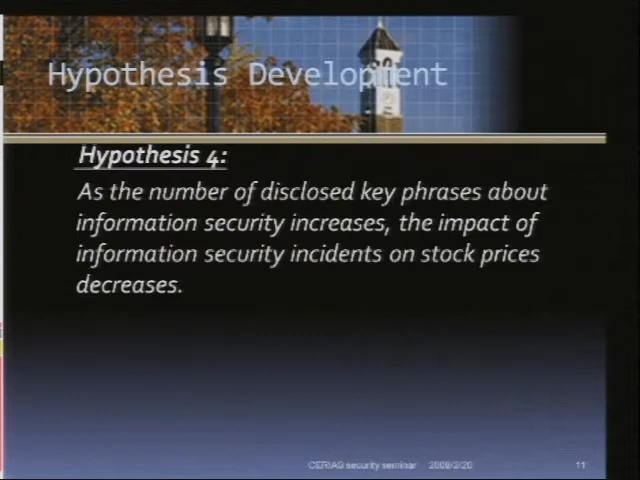 Hypothesis Development
Hypothesis 4:
As the number of disclosed key phrases about
information security increases, the impact of
information security incidents on stock prices
decreases.
CERIAS security seminar 2008/2/20 11